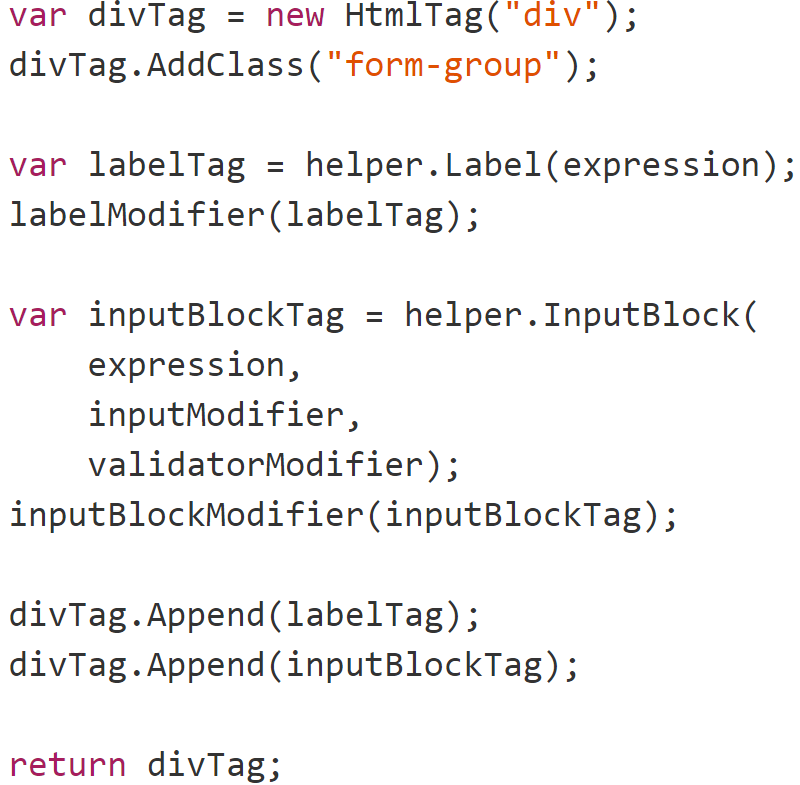 var divTag = new HtmlTag("div");
divTag.AddClass("form-group");

var labelTag = helper.Label(expression);
labelModifier(labelTag);

var inputBlockTag = helper.InputBlock(
    expression,
    inputModifier,
    validatorModifier);
inputBlockModifier(inputBlockTag);

divTag.Append(labelTag);
divTag.Append(inputBlockTag);

return divTag;